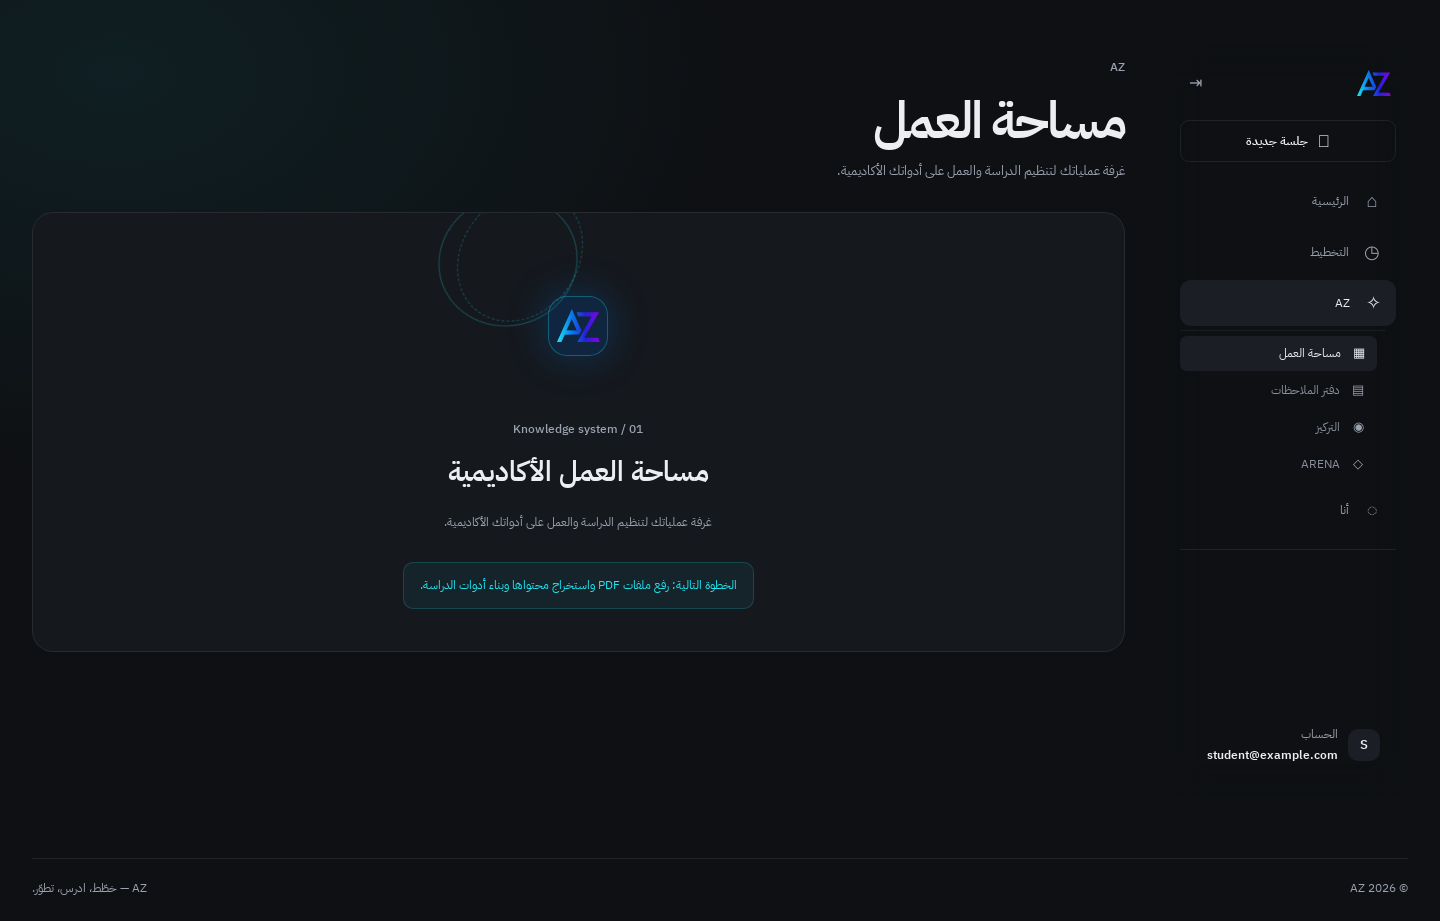 AZ
جلسة جديدة
الرئيسية
التخطيط
AZ
مساحة العمل
دفتر الملاحظات
التركيز
ARENA
أنا
الحساب
student@example.com
S
AZ
مساحة العمل
غرفة عملياتك لتنظيم الدراسة والعمل على أدواتك الأكاديمية.
AZ
Knowledge system / 01
مساحة العمل الأكاديمية
غرفة عملياتك لتنظيم الدراسة والعمل على أدواتك الأكاديمية.
الخطوة التالية: رفع ملفات PDF واستخراج محتواها وبناء أدوات الدراسة.
© 2026 AZ
AZ — خطّط، ادرس، تطوّر.